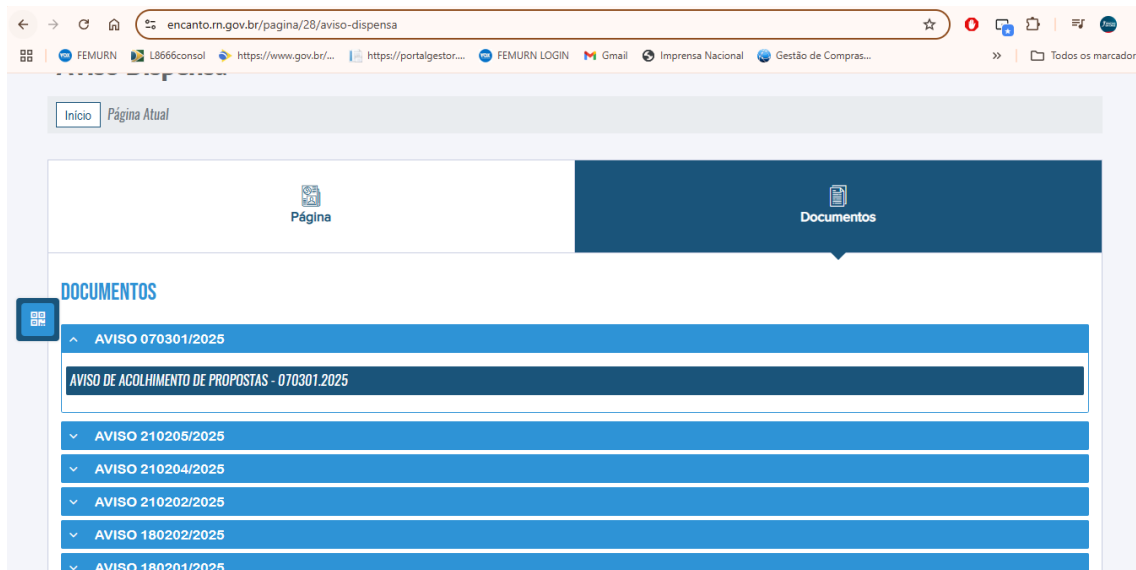 encanto.rn.gov.br/pagina/28/aviso-dispensa
FEMURN L8666consol https://www.gov.br/... https://portalgestor.... FEMURN LOGIN Gmail Imprensa Nacional Gestão de Compras... » Todos os marcador
Aviso Dispensa
Início Página Atual
Página
Documentos
DOCUMENTOS
AVISO 070301/2025
AVISO DE ACOLHIMENTO DE PROPOSTAS - 070301.2025
AVISO 210205/2025
AVISO 210204/2025
AVISO 210202/2025
AVISO 180202/2025
AVISO 180201/2025